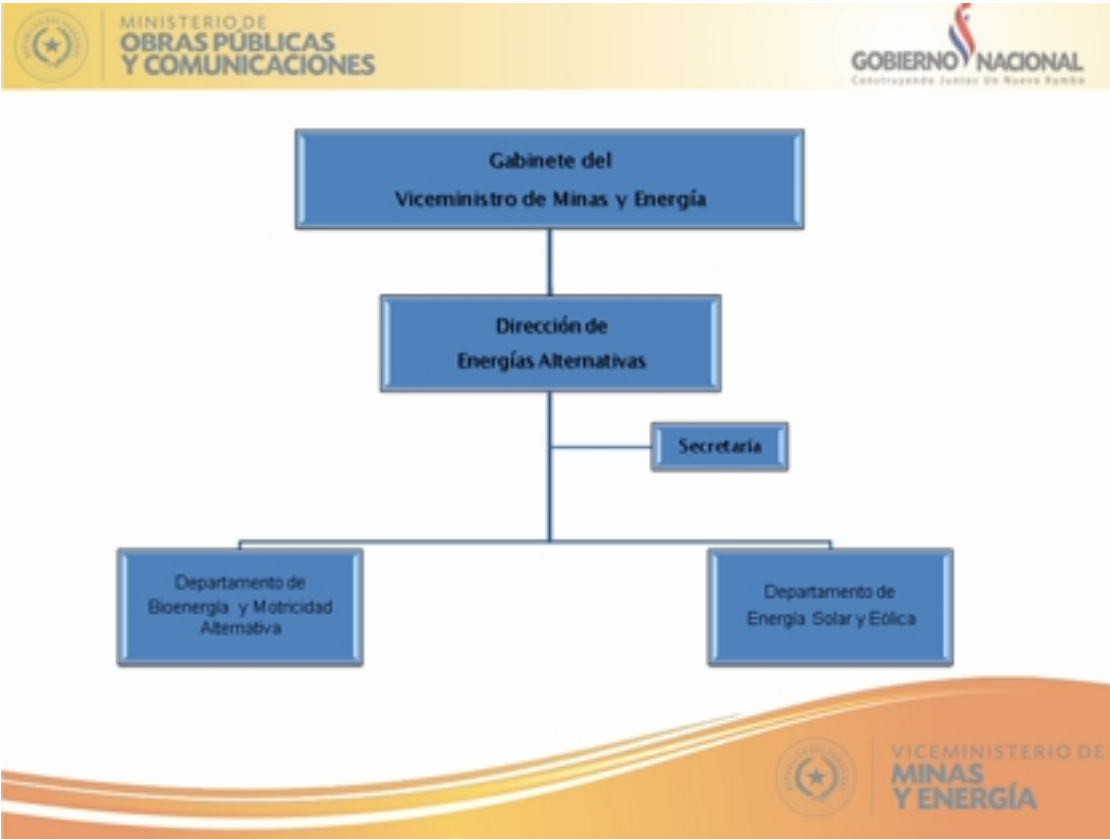 MINISTERIO DE
OBRAS PÚBLICAS
Y COMUNICACIONES
GOBIERNO NACIONAL
Construyendo Juntos Un Nuevo Rumbo
Gabinete del
Viceministro de Minas y Energía
Dirección de
Energías Alternativas
Secretaría
Departamento de
Bioenergía y Motricidad
Alternativa
Departamento de
Energía Solar y Eólica
VICEMINISTERIO DE
MINAS
Y ENERGÍA